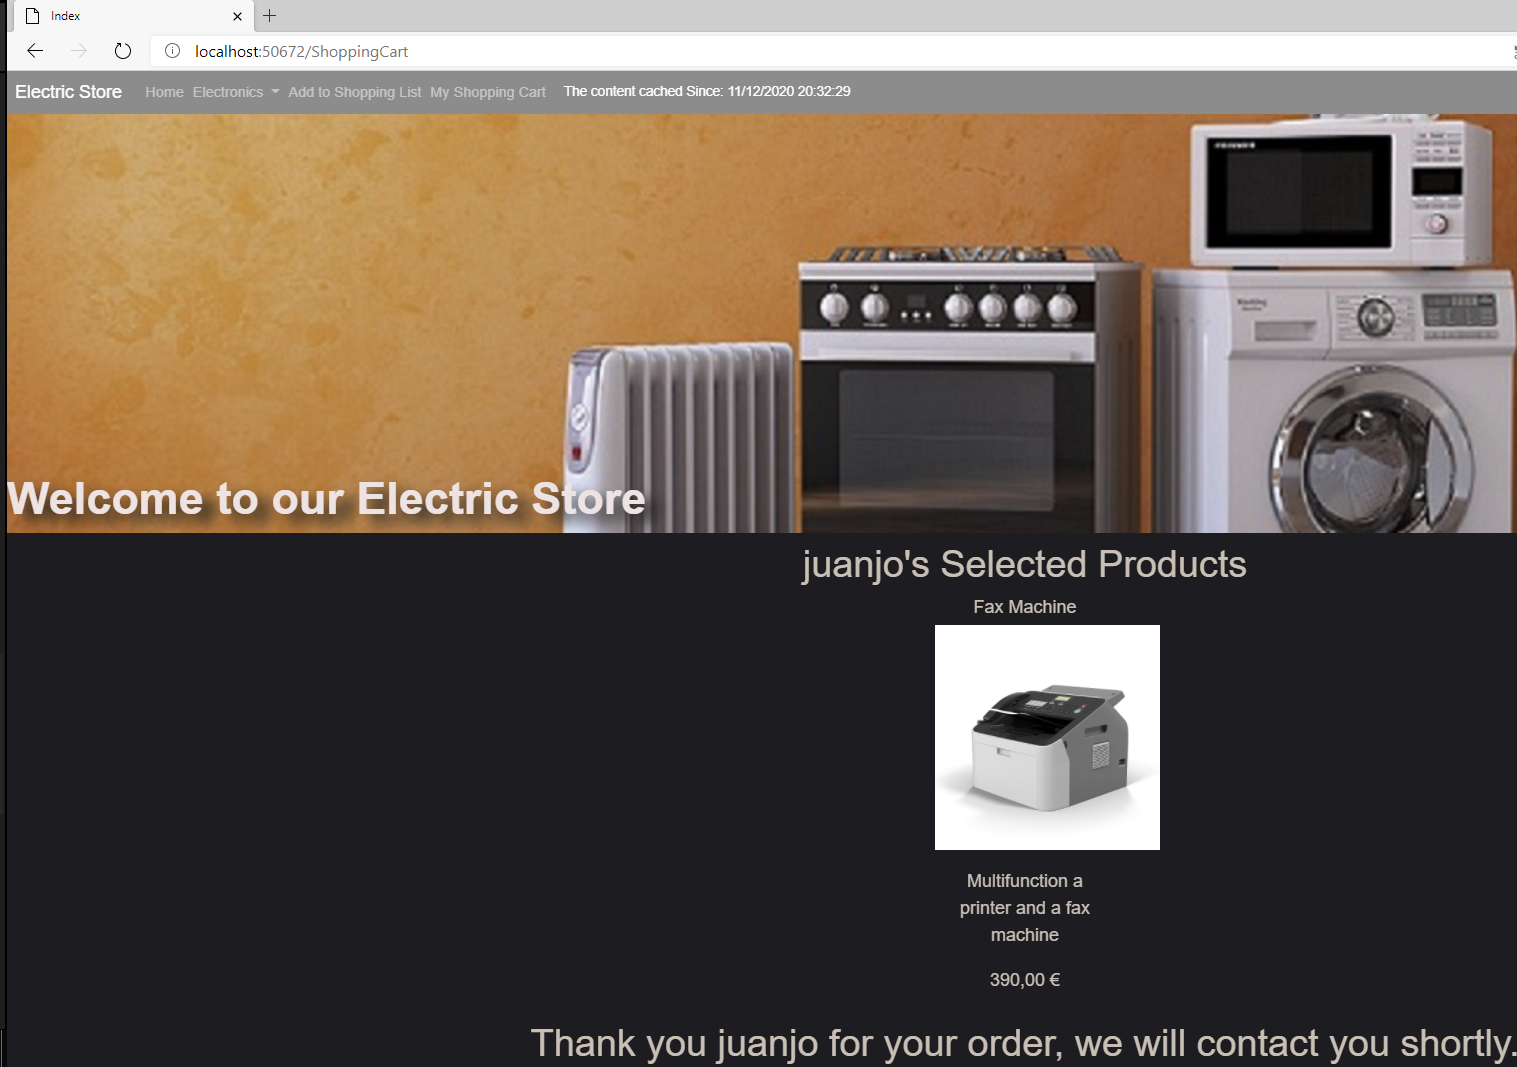 Index
localhost:50672/ShoppingCart
Electric Store Home Electronics Add to Shopping List My Shopping Cart The content cached Since: 11/12/2020 20:32:29
Welcome to our Electric Store
juanjo's Selected Products
Fax Machine
Multifunction a
printer and a fax
machine
390,00 €
Thank you juanjo for your order, we will contact you shortly.